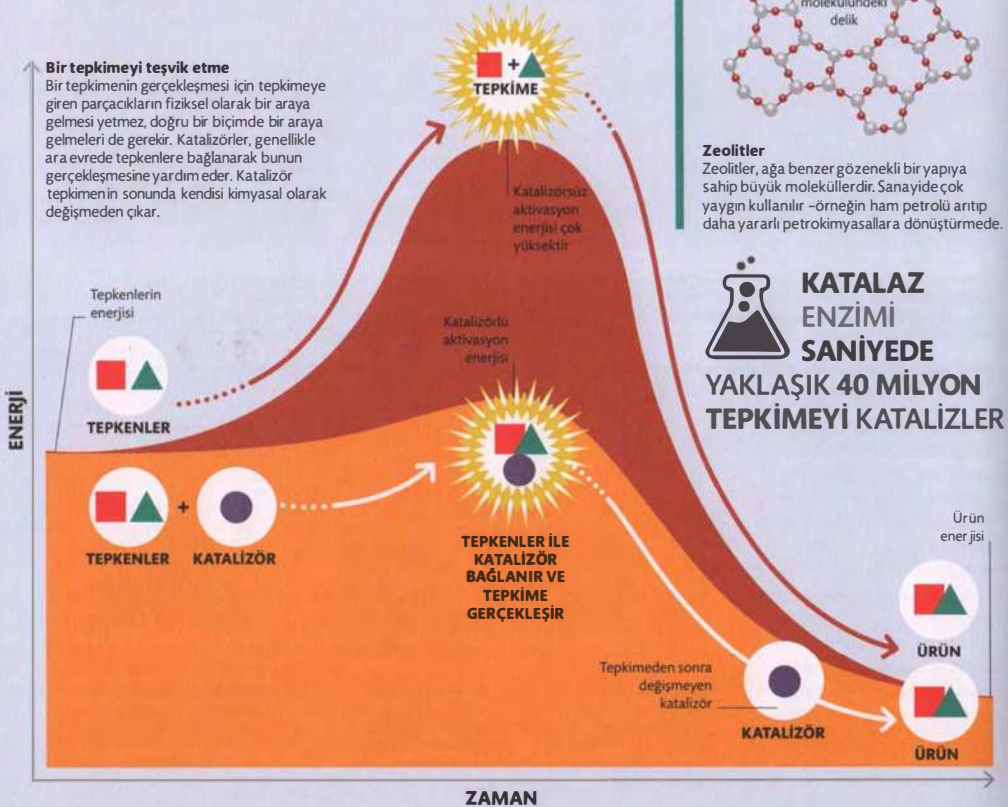 Bir tepkimeyi teşvik etme
Bir tepkimenin gerçekleşmesi için tepkimeye
giren parçacıkların fiziksel olarak bir araya
gelmesi yetmez, doğru bir biçimde bir araya
gelmeleri de gerekir. Katalizörler, genellikle
ara evrede tepkenlere bağlanarak bunun
gerçekleşmesine yardım eder. Katalizör
tepkimenin sonunda kendisi kimyasal olarak
değişmeden çıkar.
+
TEPKİME
molekülündeki
delik
Zeolitler
Zeolitler, ağa benzer gözenekli bir yapıya
sahip büyük moleküllerdir. Sanayide çok
yaygın kullanılır –örneğin ham petrolü arıtıp
daha yararlı petrokimyasallara dönüştürmede.
KATALAZ
ENZİMİ
SANİYEDE
YAKLAŞIK 40 MİLYON
TEPKİMEYİ KATALİZLER
Katalizörsüz
aktivasyon
enerjisi çok
yüksektir
Tepkenlerin
enerjisi
Katalizörlü
aktivasyon
enerjisi
TEPKENLER
ENERJİ
+
TEPKENLER
KATALİZÖR
TEPKENLER İLE
KATALİZÖR
BAĞLANIR VE
TEPKİME
GERÇEKLEŞİR
Ürün
enerjisi
ÜRÜN
Tepkimeden sonra
değişmeyen
katalizör
KATALİZÖR
ÜRÜN
ZAMAN